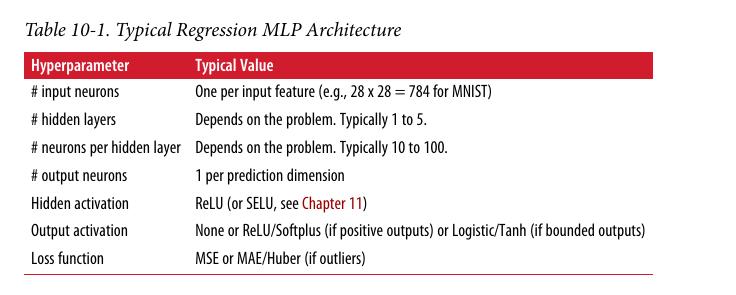 Table 10-1. Typical Regression MLP Architecture
Hyperparameter Typical Value
# input neurons One per input feature (e.g., 28 x 28 = 784 for MNIST)
# hidden layers Depends on the problem. Typically 1 to 5.
# neurons per hidden layer Depends on the problem. Typically 10 to 100.
# output neurons 1 per prediction dimension
Hidden activation ReLU (or SELU, see Chapter 11)
Output activation None or ReLU/Softplus (if positive outputs) or Logistic/Tanh (if bounded outputs)
Loss function MSE or MAE/Huber (if outliers)